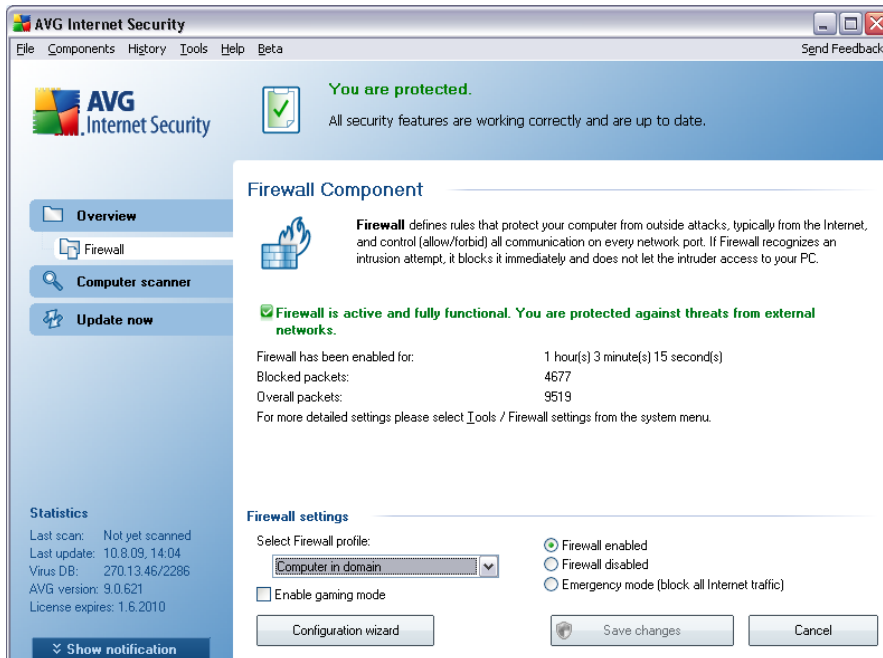 AVG Internet Security
File Components History Tools Help Beta Send Feedback
AVG
Internet Security
You are protected.
All security features are working correctly and are up to date.
Overview
Firewall
Computer scanner
Update now
Firewall Component
Firewall defines rules that protect your computer from outside attacks, typically from the Internet,
and control (allow/forbid) all communication on every network port. If Firewall recognizes an
intrusion attempt, it blocks it immediately and does not let the intruder access to your PC.
Firewall is active and fully functional. You are protected against threats from external
networks.
Firewall has been enabled for: 1 hour(s) 3 minute(s) 15 second(s)
Blocked packets: 4677
Overall packets: 9519
For more detailed settings please select Tools / Firewall settings from the system menu.
Statistics
Last scan: Not yet scanned
Last update: 10.8.09, 14:04
Virus DB: 270.13.46/2286
AVG version: 9.0.621
License expires: 1.6.2010
Show notification
Firewall settings
Select Firewall profile:
Computer in domain
Enable gaming mode
Firewall enabled
Firewall disabled
Emergency mode (block all Internet traffic)
Configuration wizard
Save changes
Cancel